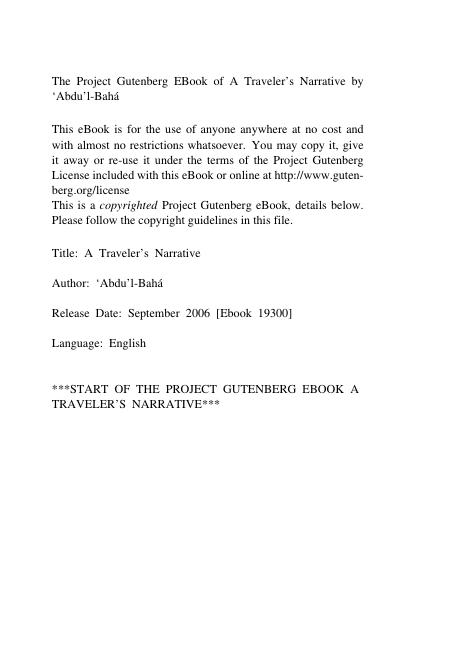 The Project Gutenberg EBook of A Traveler’s Narrative by
‘Abdu’l-Bahá
This eBook is for the use of anyone anywhere at no cost and
with almost no restrictions whatsoever. You may copy it, give
it away or re-use it under the terms of the Project Gutenberg
License included with this eBook or online at http://www.guten-
berg.org/license
This is a copyrighted Project Gutenberg eBook, details below.
Please follow the copyright guidelines in this file.
Title: A Traveler’s Narrative
Author: ‘Abdu’l-Bahá
Release Date: September 2006 [Ebook 19300]
Language: English
***START OF THE PROJECT GUTENBERG EBOOK A
TRAVELER’S NARRATIVE***